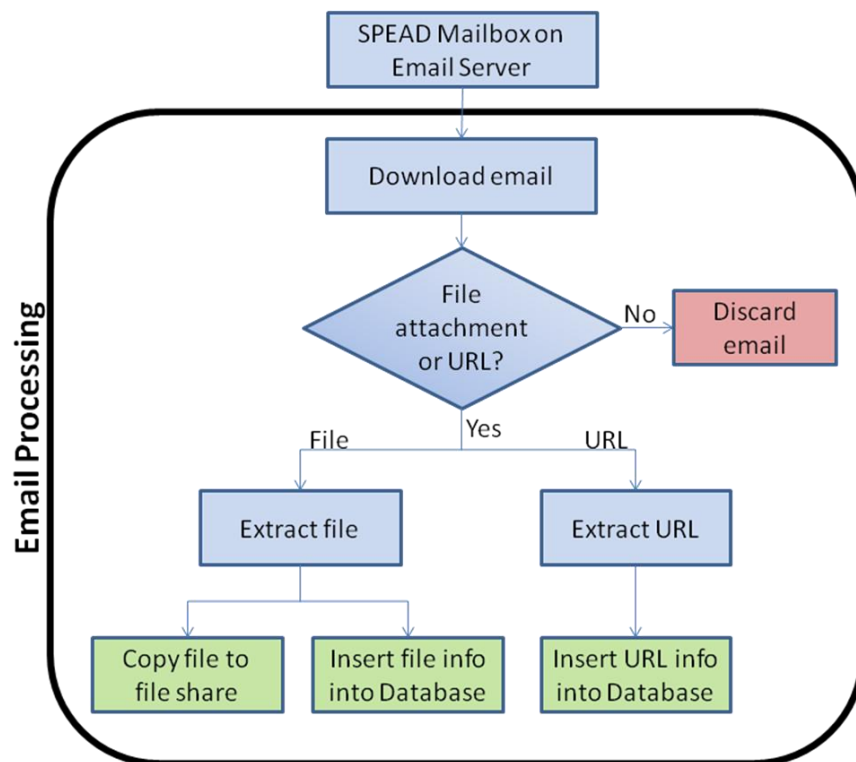 SPEAD Mailbox on
Email Server
Email Processing
Download email
File
attachment
or URL?
No
Discard
email
Yes
File
URL
Extract file
Extract URL
Copy file to
file share
Insert file info
into Database
Insert URL info
into Database